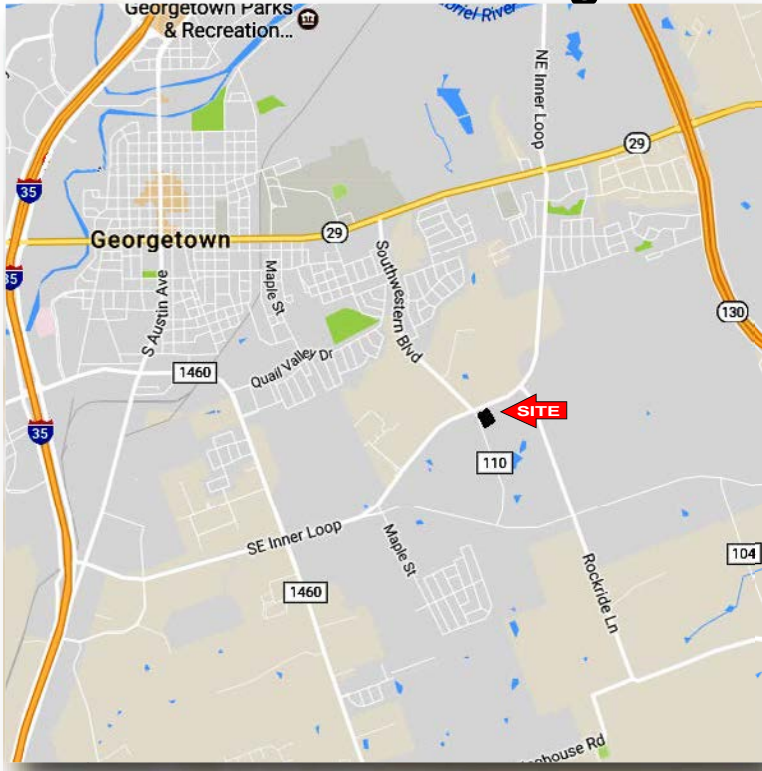 Georgetown Parks
& Recreation...
NE Inner Loop
29
35
Georgetown
29
35
Maple St
Southwestern Blvd
S Austin Ave
130
Quail Valley Dr
1460
SITE
35
110
SE Inner Loop
Maple St
104
1460
Rockride Ln
River